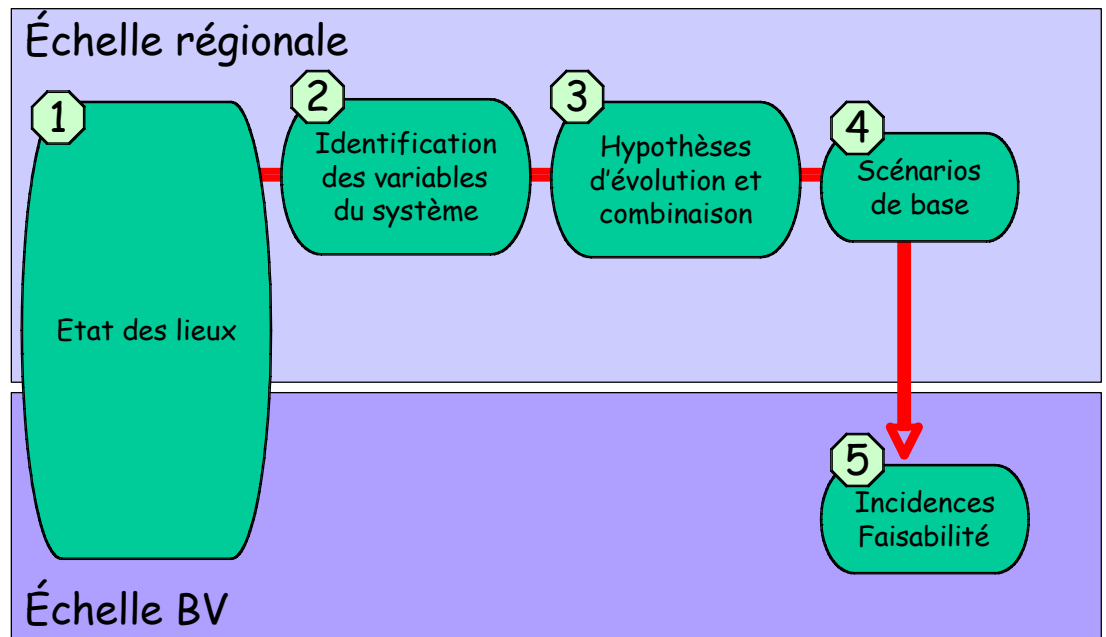 Échelle régionale
1
Etat des lieux
2
Identification
des variables
du système
3
Hypothèses
d'évolution et
combinaison
4
Scénarios
de base
5
Incidences
Faisabilité
Échelle BV